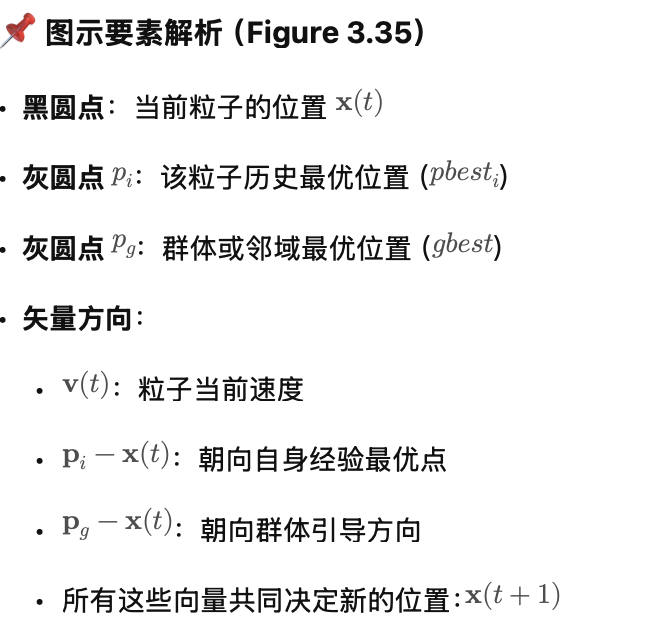 📌 图示要素解析（Figure 3.35）
• 黑圆点：当前粒子的位置 x(t)
• 灰圆点 pᵢ：该粒子历史最优位置 (pbestᵢ)
• 灰圆点 p_g：群体或邻域最优位置 (gbest)
• 矢量方向：
• v(t)：粒子当前速度
• pᵢ − x(t)：朝向自身经验最优点
• p_g − x(t)：朝向群体引导方向
• 所有这些向量共同决定新的位置：x(t + 1)